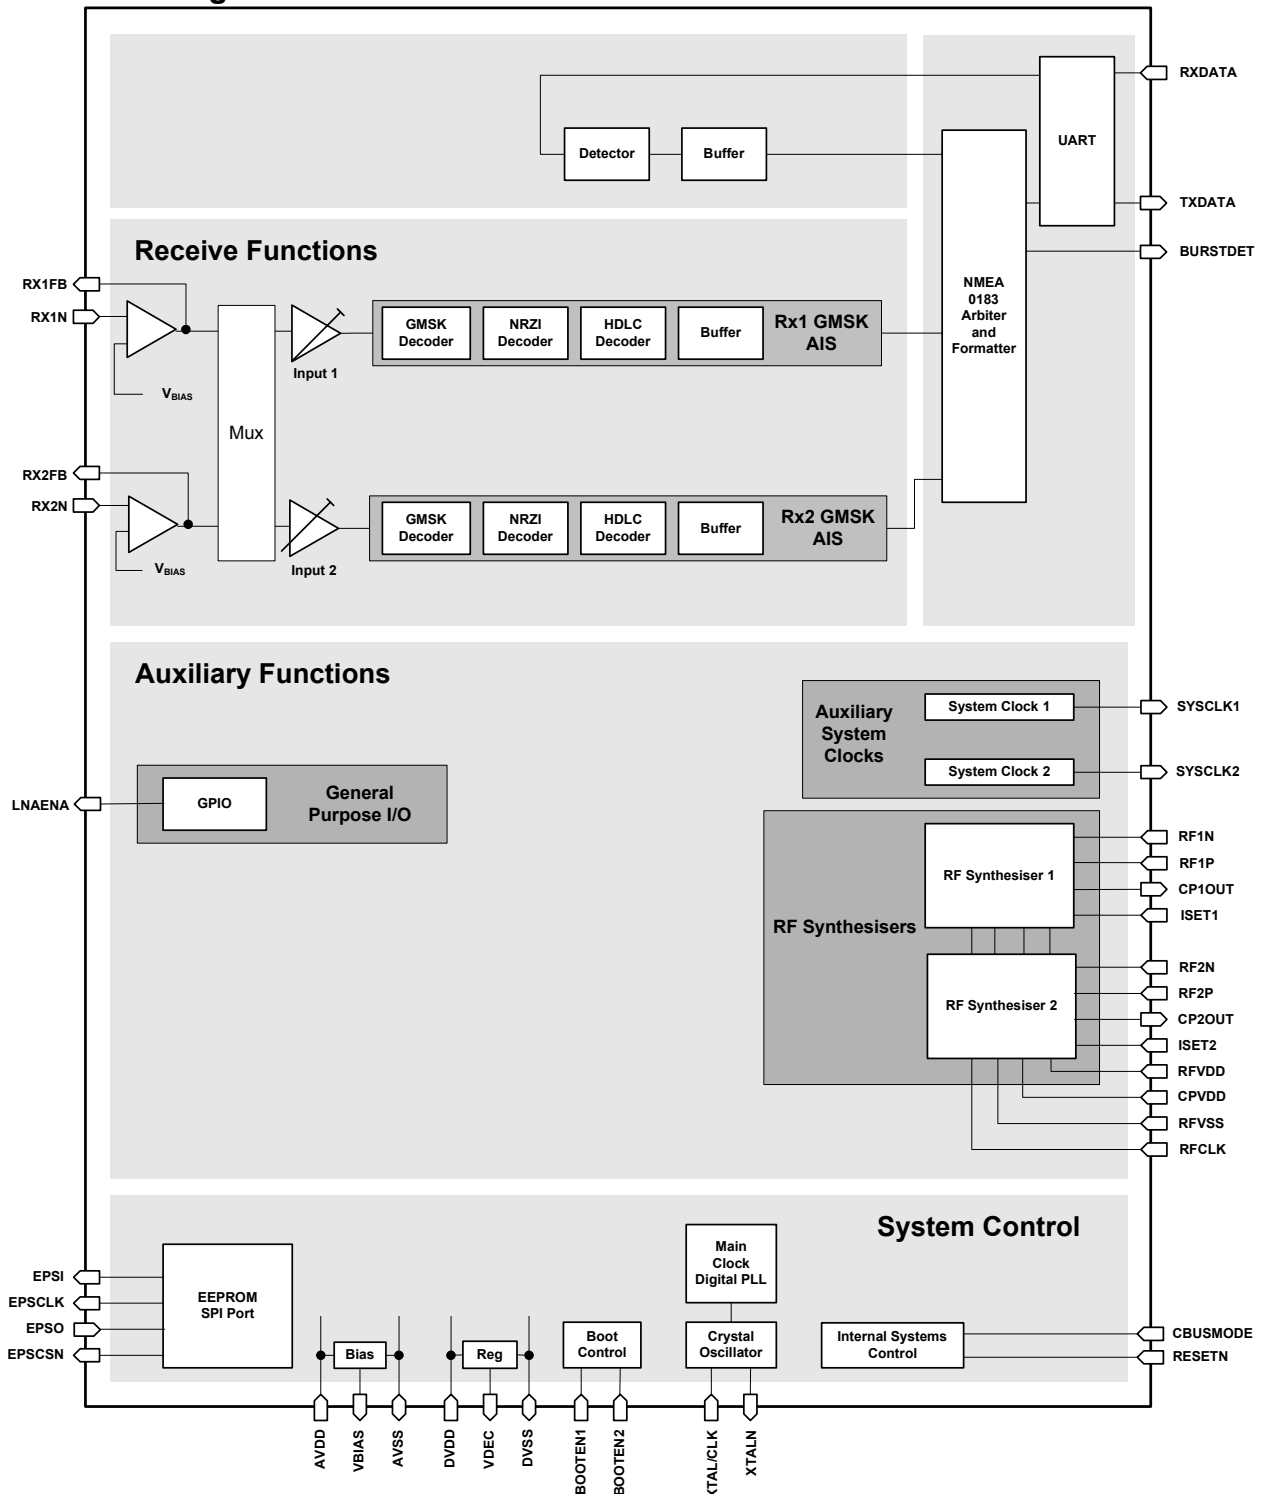 RXDATA
UART
Detector
Buffer
TXDATA
BURSTDET
Receive Functions
NMEA
0183
Arbiter
and
Formatter
RX1FB
RX1N
GMSK
Decoder
NRZI
Decoder
HDLC
Decoder
Buffer
Rx1 GMSK
AIS
Input 1
VBIAS
Mux
RX2FB
RX2N
GMSK
Decoder
NRZI
Decoder
HDLC
Decoder
Buffer
Rx2 GMSK
AIS
Input 2
VBIAS
Auxiliary Functions
Auxiliary
System
Clocks
System Clock 1
SYSCLK1
System Clock 2
SYSCLK2
LNAENA
GPIO
General
Purpose I/O
RF Synthesisers
RF Synthesiser 1
RF1N
RF1P
CP1OUT
ISET1
RF Synthesiser 2
RF2N
RF2P
CP2OUT
ISET2
RFVDD
CPVDD
RFVSS
RFCLK
System Control
EPSI
EPSCLK
EPSO
EPSCSN
EEPROM
SPI Port
Bias
Reg
Boot
Control
Main
Clock
Digital PLL
Crystal
Oscillator
Internal Systems
Control
CBUSMODE
RESETN
AVDD
VBIAS
AVSS
DVDD
VDEC
DVSS
BOOTEN1
BOOTEN2
XTAL/CLK
XTALN